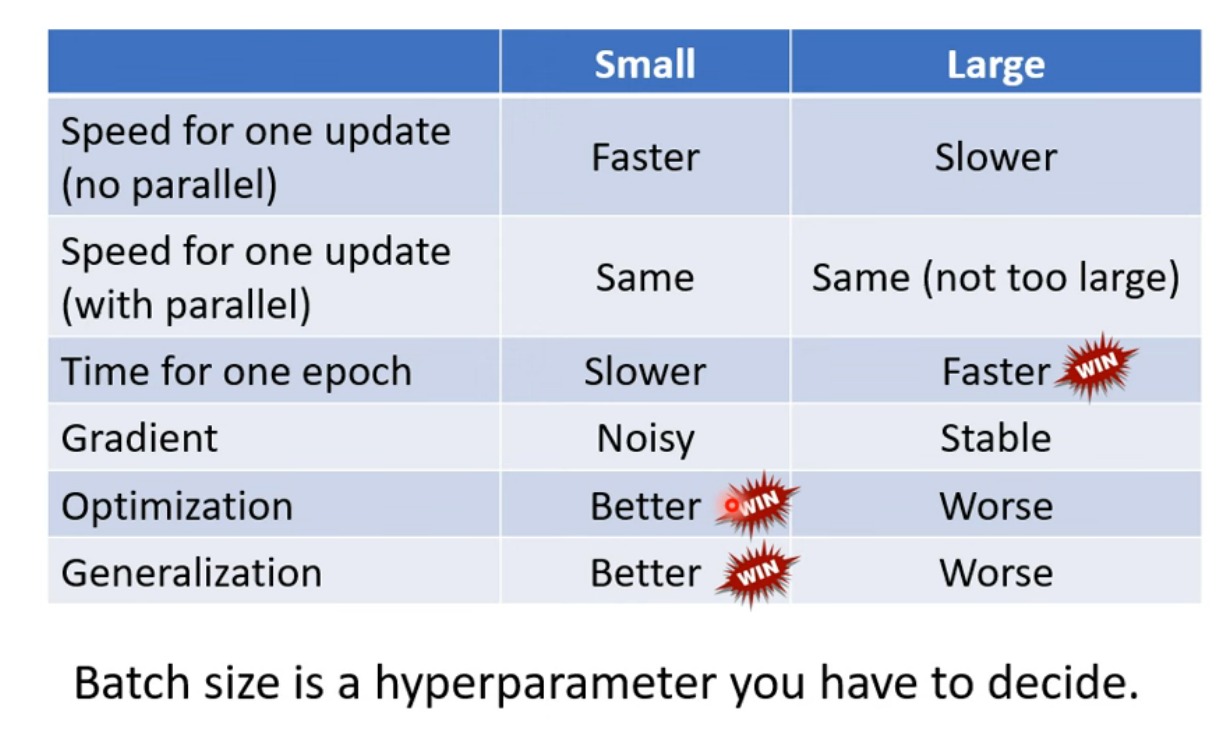 Small Large
Speed for one update
(no parallel)
Faster Slower
Speed for one update
(with parallel)
Same Same (not too large)
Time for one epoch Slower Faster WIN
Gradient Noisy Stable
Optimization Better WIN Worse
Generalization Better WIN Worse
Batch size is a hyperparameter you have to decide.